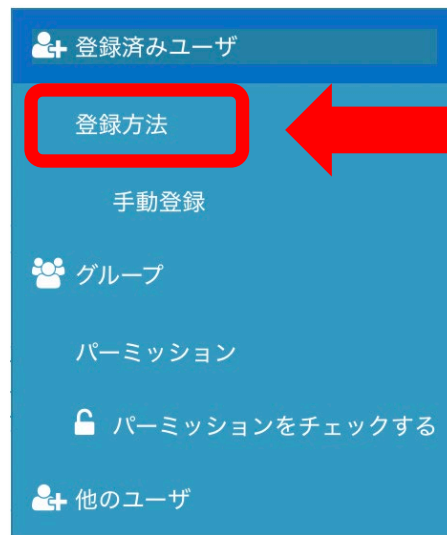 登録済みユーザ
登録方法
手動登録
グループ
パーミッション
パーミッションをチェックする
他のユーザ